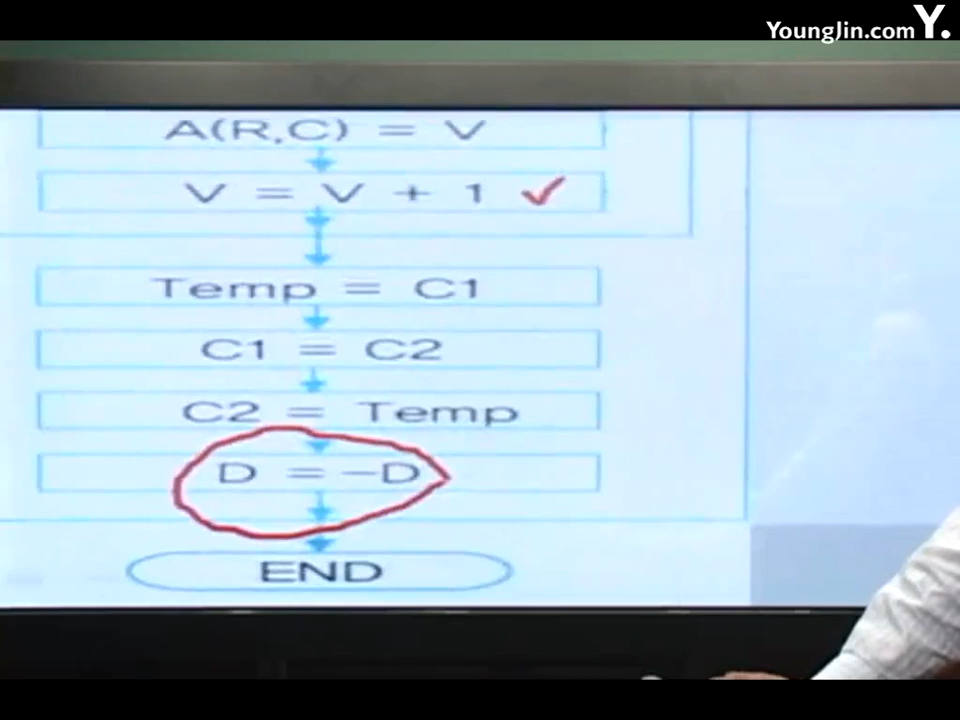 YoungJin.com Y.
A(R,C) = V
V = V + 1
Temp = C1
C1 = C2
C2 = Temp
D = -D
END